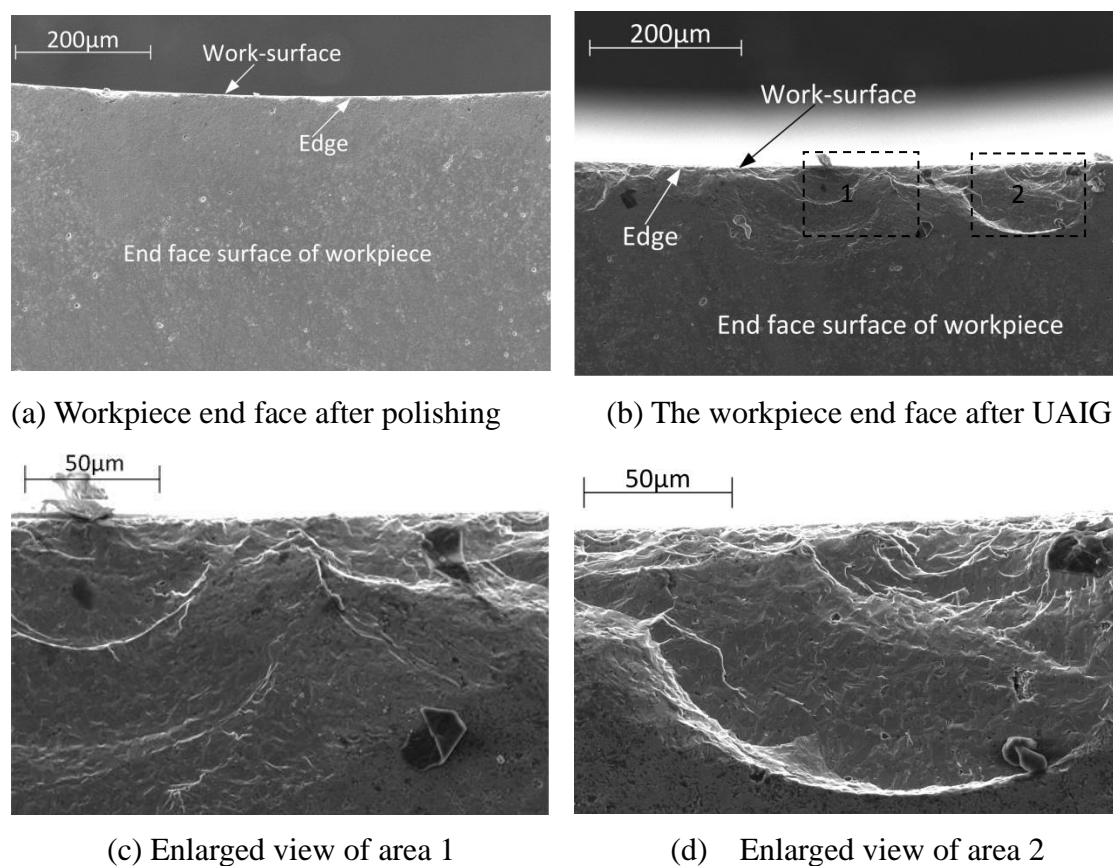 200μm
Work-surface
Edge
End face surface of workpiece
200μm
Work-surface
1
2
Edge
End face surface of workpiece
(a) Workpiece end face after polishing
(b) The workpiece end face after UAIG
50μm
50μm
(c) Enlarged view of area 1
(d) Enlarged view of area 2